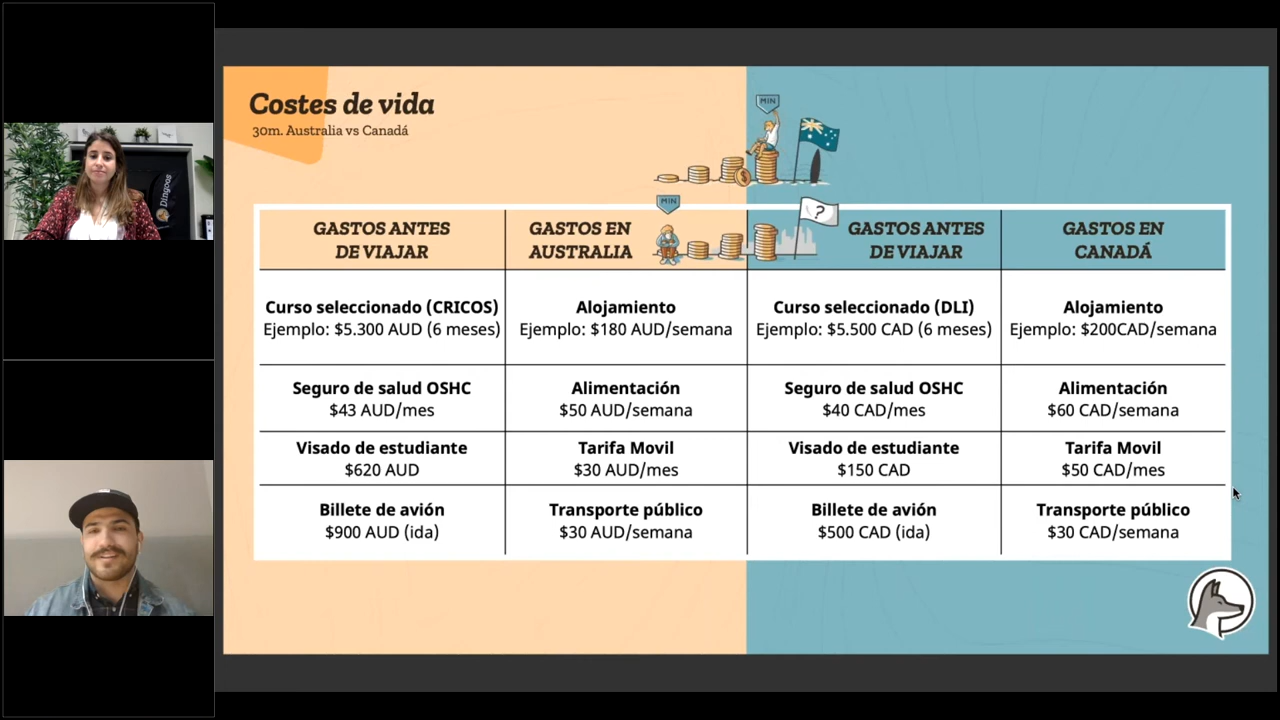 Costes de vida
30m. Australia vs Canadá
MIN
MIN
?
Dingoos
GASTOS ANTES
DE VIAJAR
GASTOS EN
AUSTRALIA
GASTOS ANTES
DE VIAJAR
GASTOS EN
CANADÁ
Curso seleccionado (CRICOS)
Ejemplo: $5.300 AUD (6 meses)
Alojamiento
Ejemplo: $180 AUD/semana
Curso seleccionado (DLI)
Ejemplo: $5.500 CAD (6 meses)
Alojamiento
Ejemplo: $200CAD/semana
Seguro de salud OSHC
$43 AUD/mes
Alimentación
$50 AUD/semana
Seguro de salud OSHC
$40 CAD/mes
Alimentación
$60 CAD/semana
Visado de estudiante
$620 AUD
Tarifa Movil
$30 AUD/mes
Visado de estudiante
$150 CAD
Tarifa Movil
$50 CAD/mes
Billete de avión
$900 AUD (ida)
Transporte público
$30 AUD/semana
Billete de avión
$500 CAD (ida)
Transporte público
$30 CAD/semana